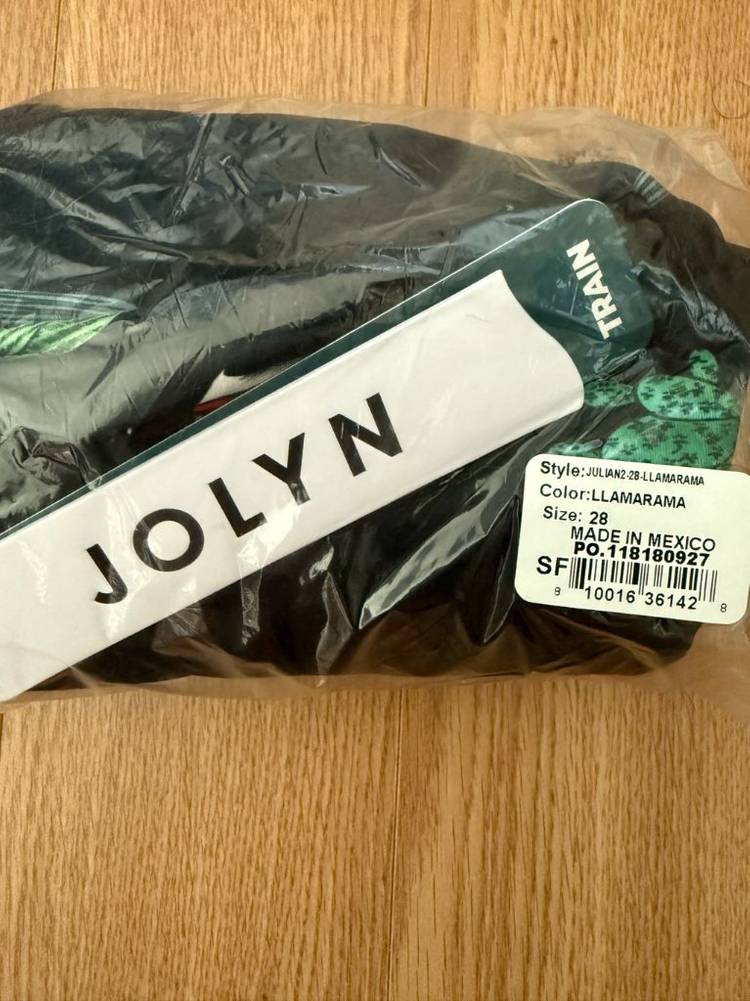 TRAIN
JOLYN
Style:JULIAN2-28-LLAMARAMA
Color:LLAMARAMA
Size: 28
MADE IN MEXICO
PO.118180927
SF
8 10016 36142 8